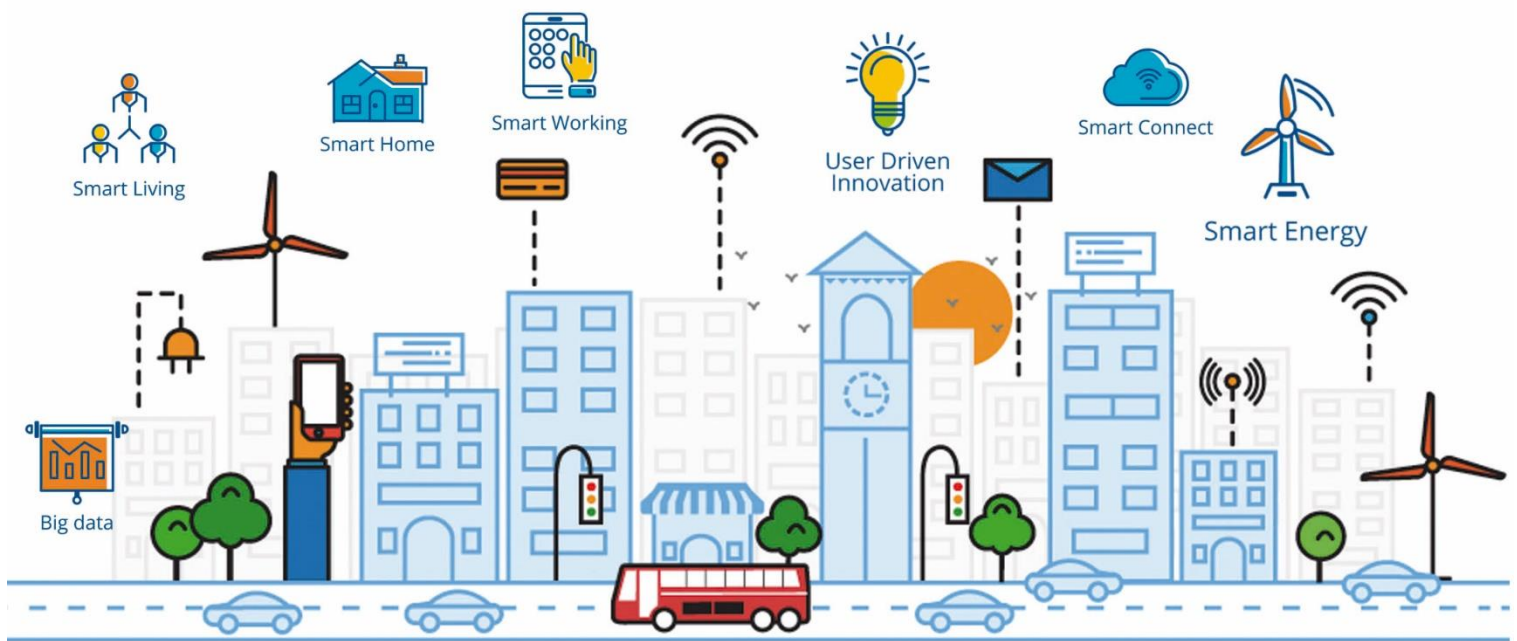 Smart Living
Smart Home
Smart Working
User Driven
Innovation
Smart Connect
Smart Energy
Big data